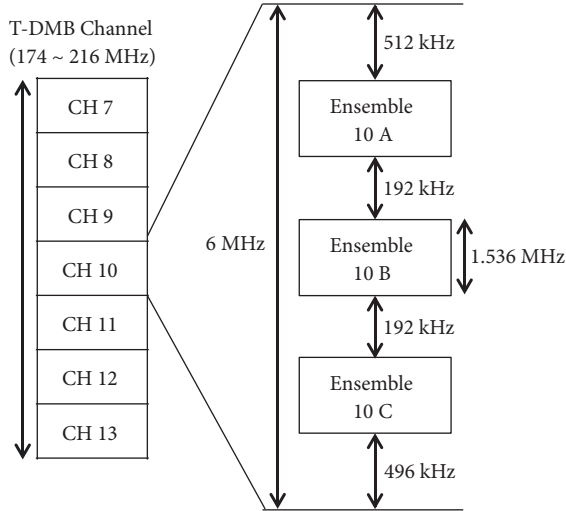 T-DMB Channel
(174 ~ 216 MHz)
CH 7
CH 8
CH 9
CH 10
CH 11
CH 12
CH 13
6 MHz
512 kHz
Ensemble
10 A
192 kHz
Ensemble
10 B
1.536 MHz
192 kHz
Ensemble
10 C
496 kHz